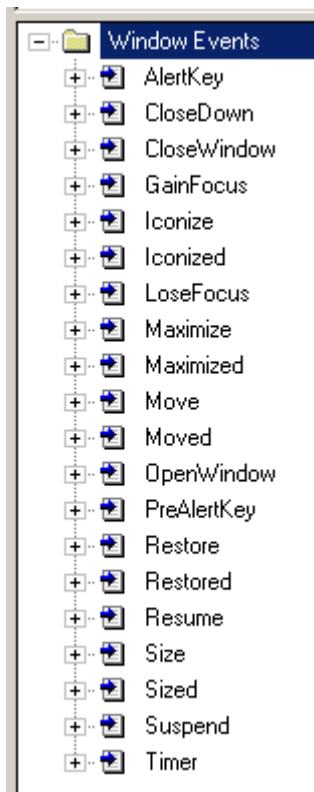 Window Events
AlertKey
CloseDown
CloseWindow
GainFocus
Iconize
Iconized
LoseFocus
Maximize
Maximized
Move
Moved
OpenWindow
PreAlertKey
Restore
Restored
Resume
Size
Sized
Suspend
Timer